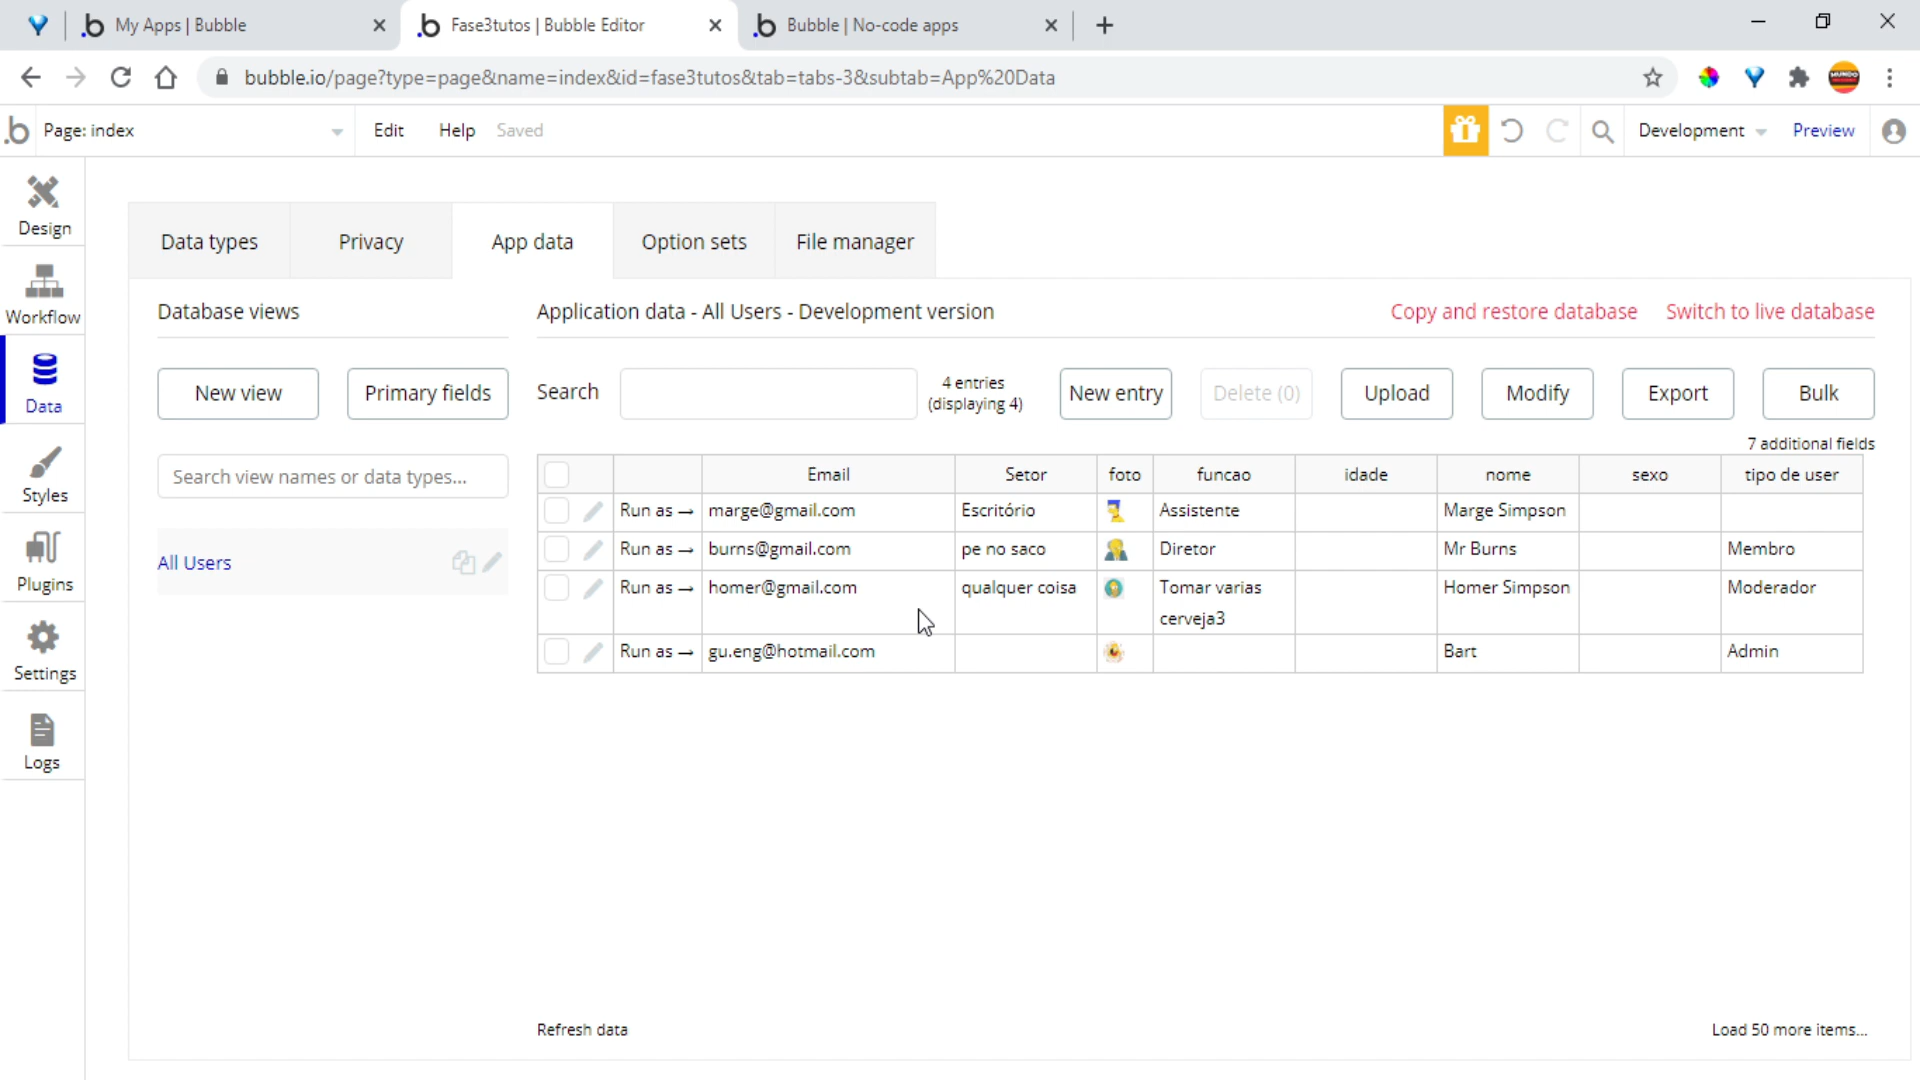 My Apps | Bubble
Fase3tutos | Bubble Editor
Bubble | No-code apps
bubble.io/page?type=page&name=index&id=fase3tutos&tab=tabs-3&subtab=App%20Data
Page: index
Edit
Help
Saved
Development
Preview
Design
Workflow
Data
Styles
Plugins
Settings
Logs
Data types
Privacy
App data
Option sets
File manager
Database views
Application data - All Users - Development version
Copy and restore database
Switch to live database
New view
Primary fields
Search
4 entries
(displaying 4)
New entry
Delete (0)
Upload
Modify
Export
Bulk
7 additional fields
Search view names or data types...
All Users
Email Setor foto funcao idade nome sexo tipo de user
Run as → marge@gmail.com Escritório Assistente Marge Simpson
Run as → burns@gmail.com pe no saco Diretor Mr Burns Membro
Run as → homer@gmail.com qualquer coisa Tomar varias Homer Simpson Moderador
cerveja3
Run as → gu.eng@hotmail.com Bart Admin
Refresh data
Load 50 more items...